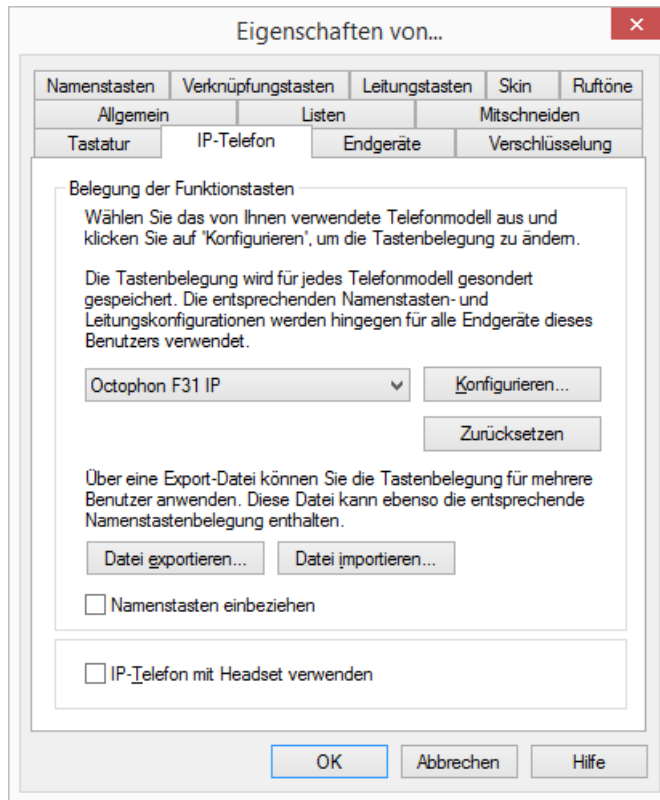 Eigenschaften von...
Namenstasten Verknüpfungstasten Leitungstasten Skin Ruftöne
Allgemein Listen Mitschneiden
Tastatur IP-Telefon Endgeräte Verschlüsselung
Belegung der Funktionstasten
Wählen Sie das von Ihnen verwendete Telefonmodell aus und
klicken Sie auf 'Konfigurieren', um die Tastenbelegung zu ändern.
Die Tastenbelegung wird für jedes Telefonmodell gesondert
gespeichert. Die entsprechenden Namenstasten- und
Leitungskonfigurationen werden hingegen für alle Endgeräte dieses
Benutzers verwendet.
Octophon F31 IP Konfigurieren...
Zurücksetzen
Über eine Export-Datei können Sie die Tastenbelegung für mehrere
Benutzer anwenden. Diese Datei kann ebenso die entsprechende
Namenstastenbelegung enthalten.
Datei exportieren... Datei importieren...
Namenstasten einbeziehen
IP-Telefon mit Headset verwenden
OK Abbrechen Hilfe